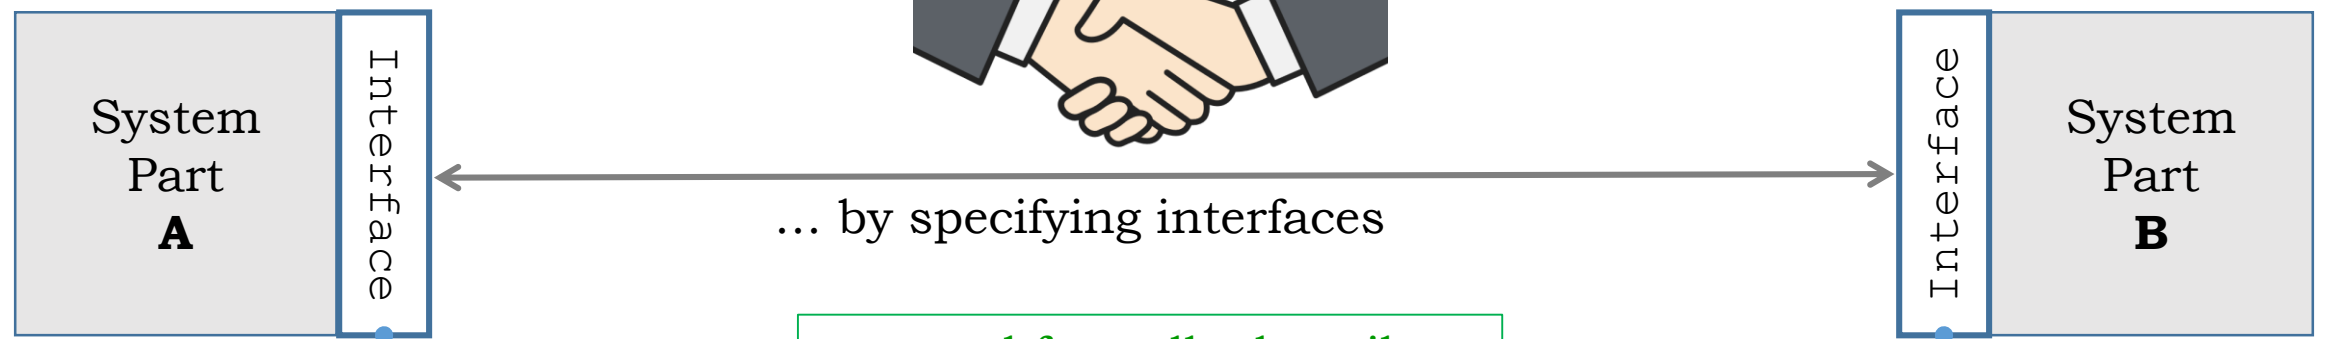 System
Part
A
Interface
... by specifying interfaces
Interface
System
Part
B